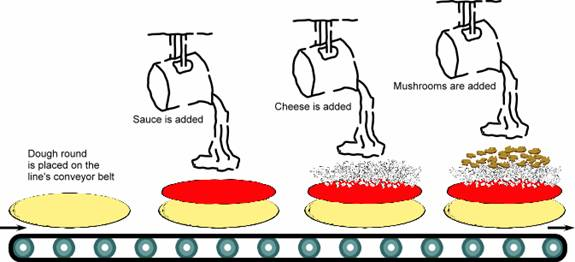 Dough round
is placed on the
line's conveyor belt
Sauce is added
Cheese is added
Mushrooms are added